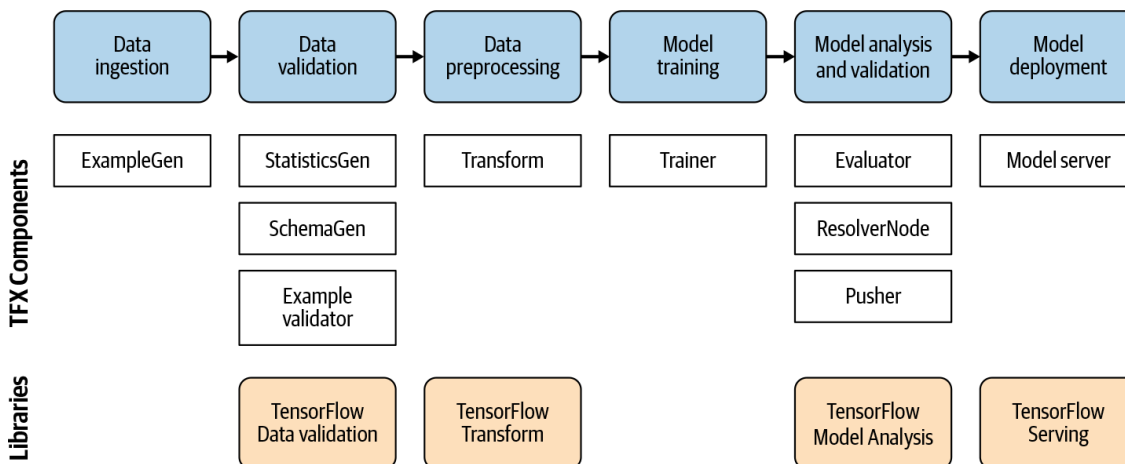 Data
ingestion
Data
validation
Data
preprocessing
Model
training
Model analysis
and validation
Model
deployment
TFX Components
ExampleGen
StatisticsGen
Transform
Trainer
Evaluator
Model server
SchemaGen
ResolverNode
Example
validator
Pusher
Libraries
TensorFlow
Data validation
TensorFlow
Transform
TensorFlow
Model Analysis
TensorFlow
Serving